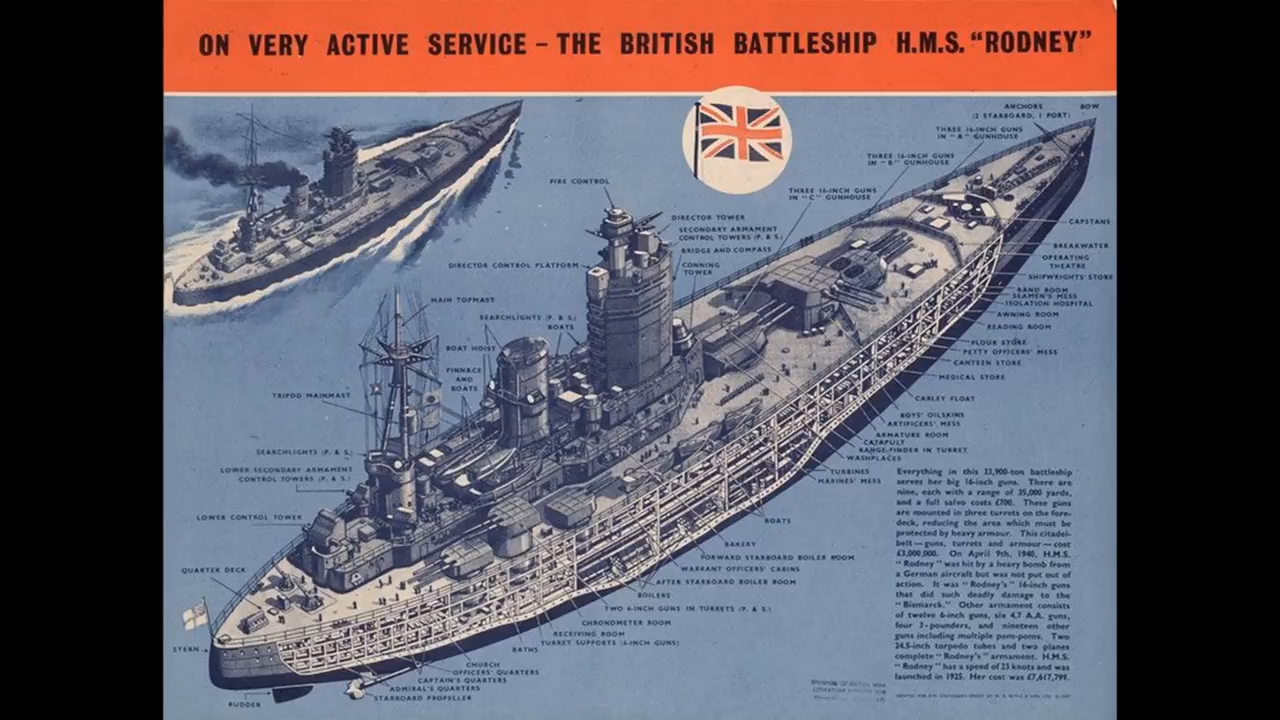 ON VERY ACTIVE SERVICE – THE BRITISH BATTLESHIP H.M.S. “RODNEY”
ANCHORS
(2 STARBOARD, 1 PORT)
BOW
THREE 16-INCH GUNS
IN “A” GUNHOUSE
THREE 16-INCH GUNS
IN “B” GUNHOUSE
THREE 16-INCH GUNS
IN “C” GUNHOUSE
FIRE CONTROL
DIRECTOR TOWER
SECONDARY ARMAMENT
CONTROL TOWERS (P. & S.)
BRIDGE AND COMPASS
CONNING
TOWER
DIRECTOR CONTROL PLATFORM
MAIN TOPMAST
SEARCHLIGHTS (P. & S.)
BOATS
BOAT HOIST
PINNACE
AND
BOATS
TRIPOD MAINMAST
SEARCHLIGHTS (P. & S.)
LOWER SECONDARY ARMAMENT
CONTROL TOWERS (P. & S.)
LOWER CONTROL TOWER
QUARTER DECK
STERN
RUDDER
CAPSTANS
BREAKWATER
OPERATING
THEATRE
SHIPWRIGHTS' STORE
BAND ROOM
SEAMEN'S MESS
ISOLATION HOSPITAL
AWNING ROOM
READING ROOM
FLOUR STORE
PETTY OFFICERS' MESS
CANTEEN STORE
MEDICAL STORE
CARLEY FLOAT
BOYS' OILSKINS
ARTIFICERS' MESS
ARMATURE ROOM
CATAPULT
RANGE-FINDER IN TURRET
WASHPLACES
TURBINES
MARINES' MESS
BOATS
BAKERY
FORWARD STARBOARD BOILER ROOM
WARRANT OFFICERS' CABINS
AFTER STARBOARD BOILER ROOM
BOILERS
TWO 6-INCH GUNS IN TURRETS (P. & S.)
CHRONOMETER ROOM
RECEIVING ROOM
TURRET SUPPORTS (6-INCH GUNS)
BATHS
CHURCH
OFFICERS' QUARTERS
CAPTAIN'S QUARTERS
ADMIRAL'S QUARTERS
STARBOARD PROPELLER
Everything in this 33,900-ton battleship
serves her big 16-inch guns. There are
nine, each with a range of 35,000 yards,
and a full salvo costs £700. These guns
are mounted in three turrets on the fore-
deck, reducing the area which must be
protected by heavy armour. This citadel-
belt—guns, turrets and armour—cost
£3,000,000. On April 9th, 1940, H.M.S.
“Rodney” was hit by a heavy bomb from
a German aircraft but was not put out of
action. It was “Rodney's” 16-inch guns
that did such deadly damage to the
“Bismarck.” Other armament consists
of twelve 6-inch guns, six 4.7 A.A. guns,
four 2-pounders, and nineteen other
guns including multiple pom-poms. Two
24.5-inch torpedo tubes and two planes
complete “Rodney's” armament. H.M.S.
“Rodney” has a speed of 23 knots and was
launched in 1925. Her cost was £7,617,799.